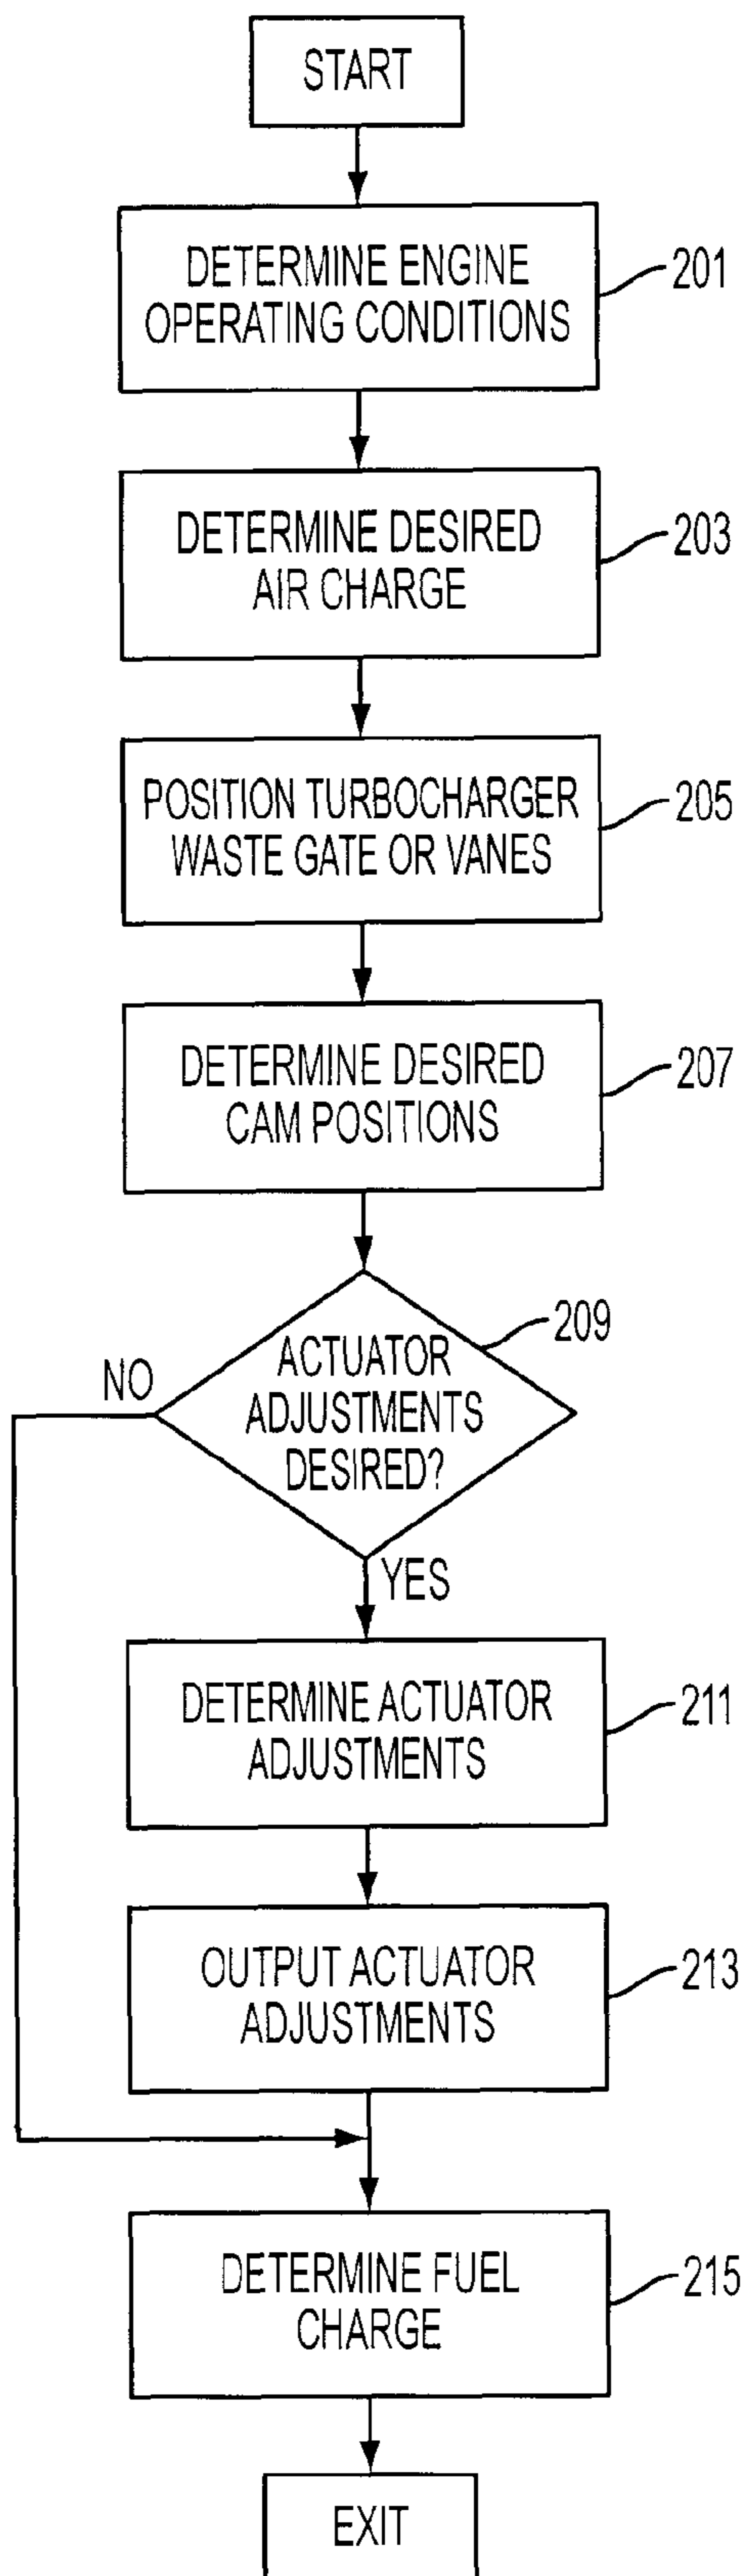 START
DETERMINE ENGINE
OPERATING CONDITIONS
201
DETERMINE DESIRED
AIR CHARGE
203
POSITION TURBOCHARGER
WASTE GATE OR VANES
205
DETERMINE DESIRED
CAM POSITIONS
207
209
ACTUATOR
ADJUSTMENTS
DESIRED?
NO
YES
DETERMINE ACTUATOR
ADJUSTMENTS
211
OUTPUT ACTUATOR
ADJUSTMENTS
213
DETERMINE FUEL
CHARGE
215
EXIT